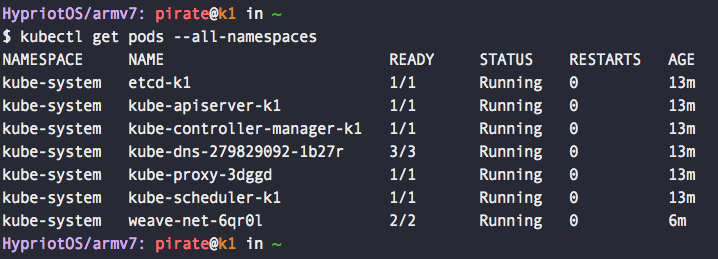 HypriotOS/armv7: pirate@k1 in ~
$ kubectl get pods --all-namespaces
NAMESPACE NAME READY STATUS RESTARTS AGE
kube-system etcd-k1 1/1 Running 0 13m
kube-system kube-apiserver-k1 1/1 Running 0 13m
kube-system kube-controller-manager-k1 1/1 Running 0 13m
kube-system kube-dns-279829092-1b27r 3/3 Running 0 13m
kube-system kube-proxy-3dggd 1/1 Running 0 13m
kube-system kube-scheduler-k1 1/1 Running 0 13m
kube-system weave-net-6qr0l 2/2 Running 0 6m
HypriotOS/armv7: pirate@k1 in ~